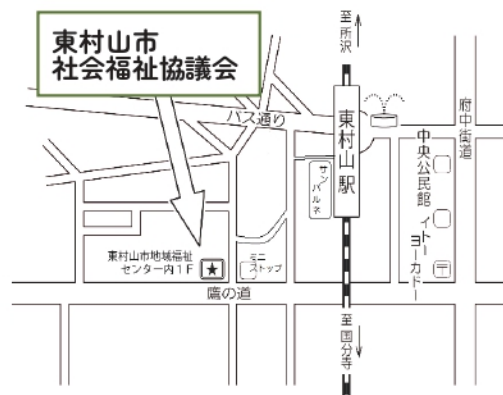 東村山市
社会福祉協議会
至所沢
バス通り
東村山駅
サンパルネ
府中街道
中央公民館
イトーヨーカドー
東村山市地域福祉
センター内1F
★
ミニ
ストップ
〒
鷹の道
至国分寺